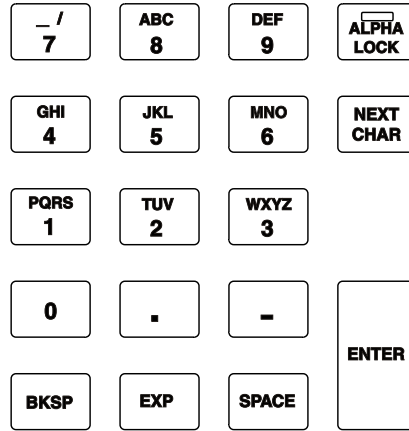 _ /
7
ABC
8
DEF
9
ALPHA
LOCK
GHI
4
JKL
5
MNO
6
NEXT
CHAR
PQRS
1
TUV
2
WXYZ
3
0
.
-
ENTER
BKSP
EXP
SPACE